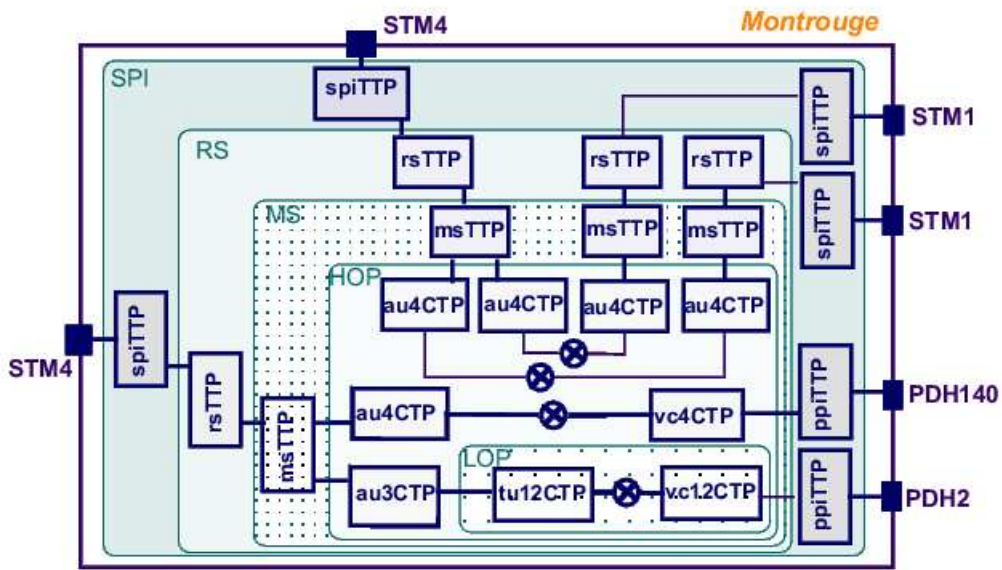 STM4
Montrouge
SPI
spiTTP
spiTTP
STM1
RS
rsTTP
rsTTP
rsTTP
MS
msTTP
msTTP
msTTP
spiTTP
STM1
HOP
au4CTP
au4CTP
au4CTP
au4CTP
STM4
spiTTP
rsTTP
msTTP
au4CTP
vc4CTP
ppiTTP
PDH140
LOP
au3CTP
tu12CTP
vc12CTP
ppiTTP
PDH2